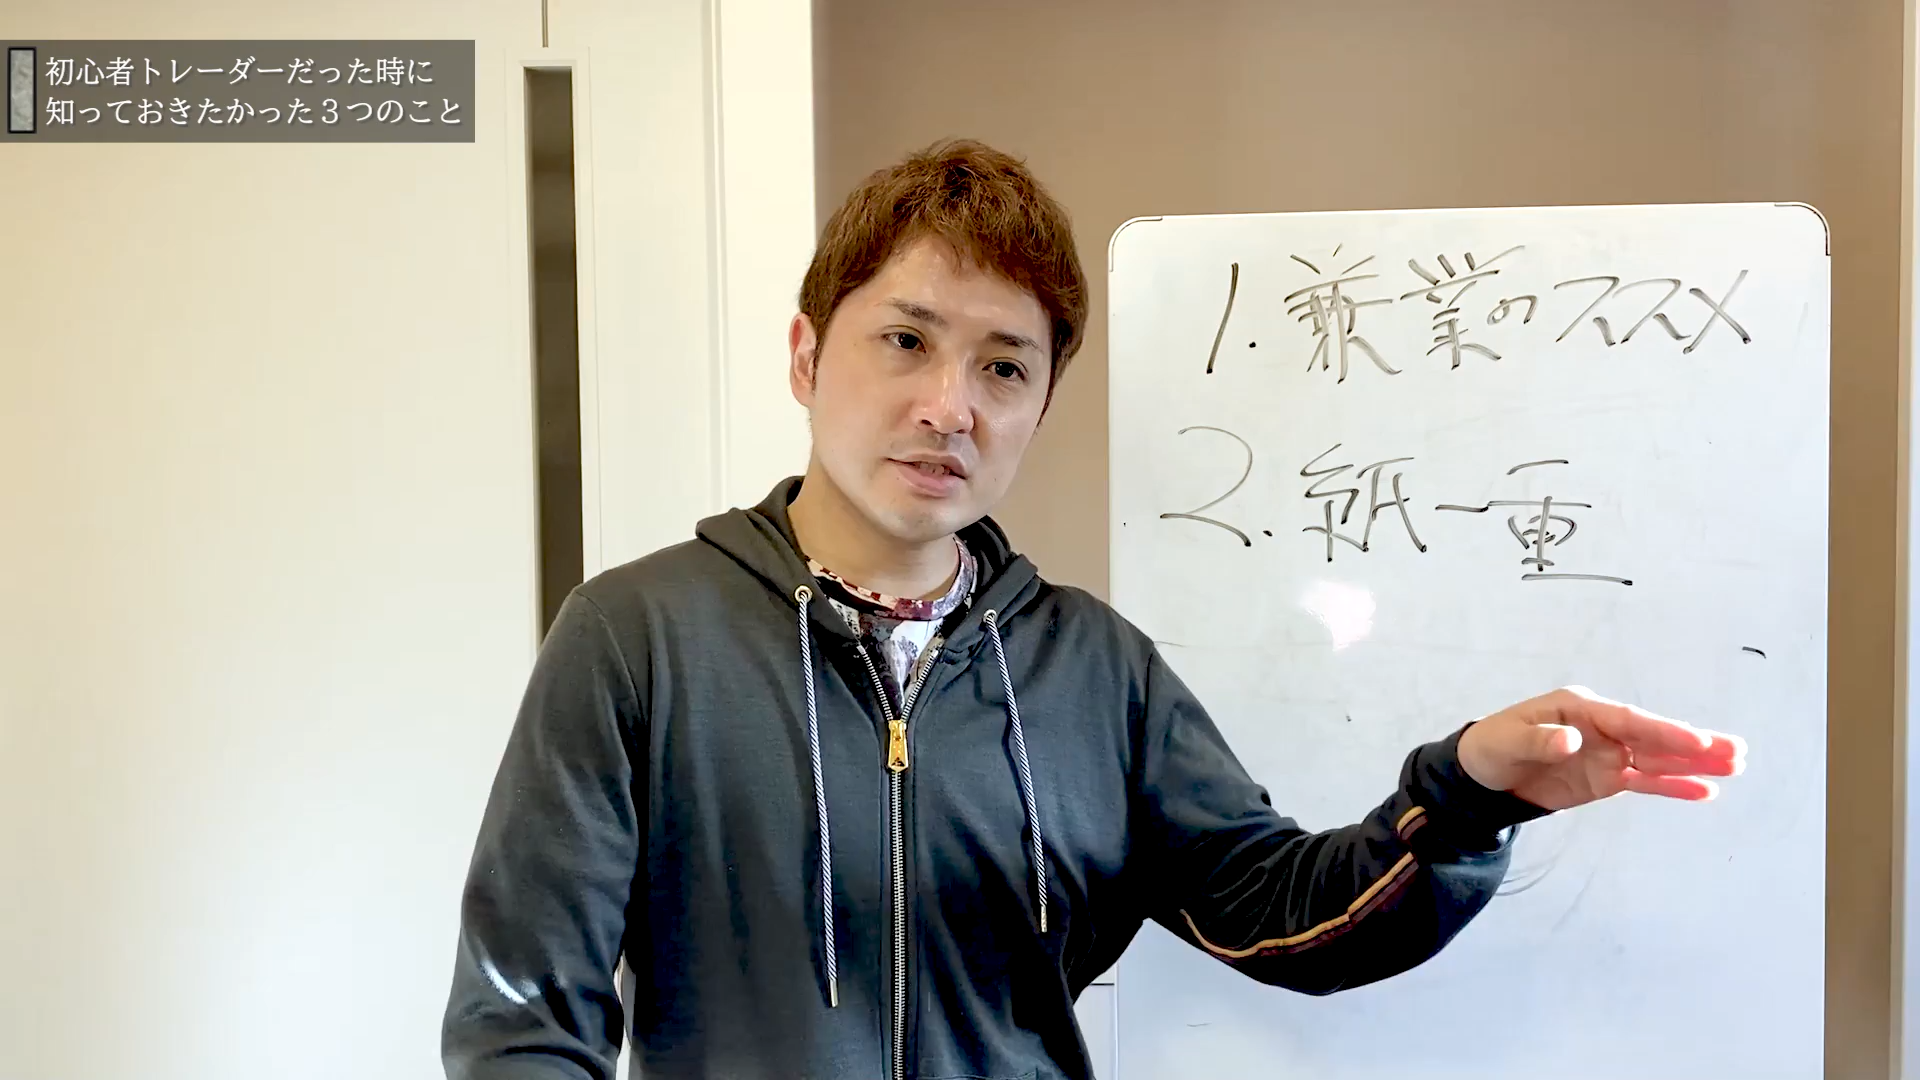 初心者トレーダーだった時に
知っておきたかった３つのこと
1. 兼業のススメ
2. 紙一重